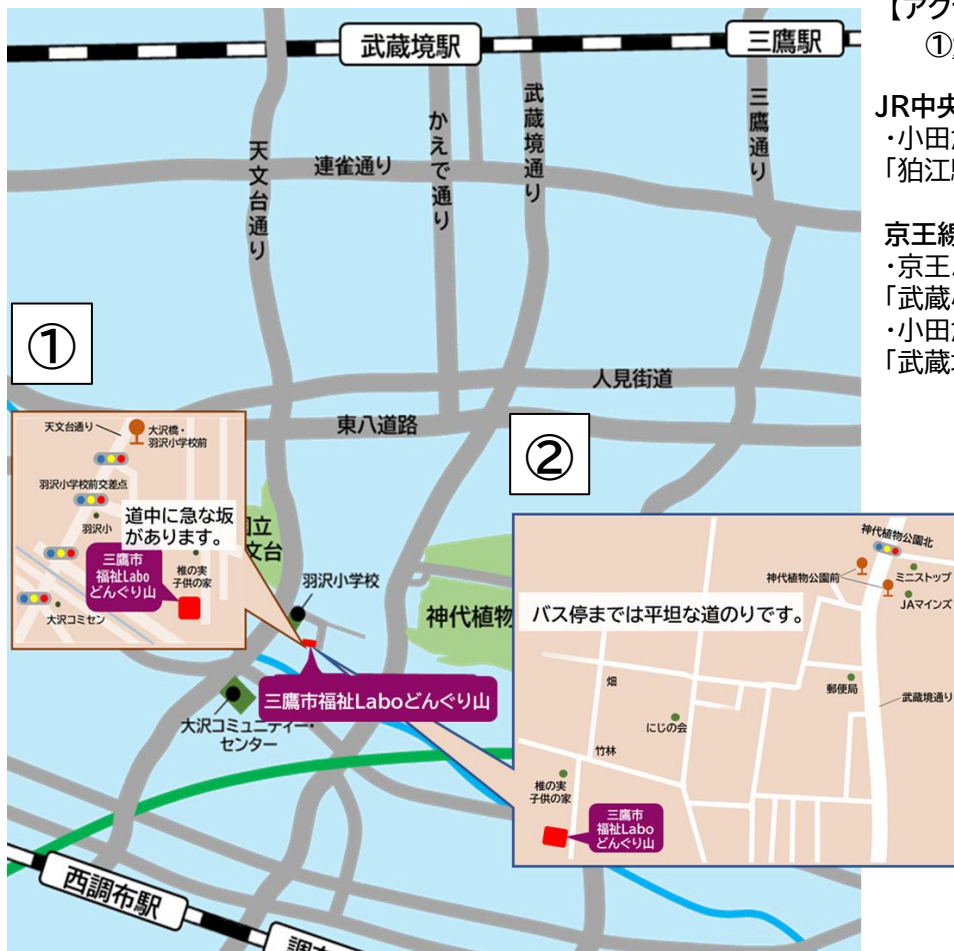 武蔵境駅
三鷹駅
天文台通り
連雀通り
かえで通り
武蔵境通り
三鷹通り
人見街道
東八道路
①
天文台通り
大沢橋・
羽沢小学校前
羽沢小学校前交差点
羽沢小
道中に急な坂
があります。
三鷹市
福祉Labo
どんぐり山
椎の実
子供の家
大沢コミセン
羽沢小学校
神代植物
三鷹市福祉Laboどんぐり山
大沢コミュニティー・
センター
西調布駅
②
神代植物公園北
神代植物公園前
ミニストップ
JAマインズ
バス停までは平坦な道のりです。
畑
郵便局
武蔵境通り
にじの会
竹林
椎の実
子供の家
三鷹市
福祉Labo
どんぐり山
【アク
①
JR中央
・小田
「狛江
京王線
・京王
「武蔵
・小田
「武蔵